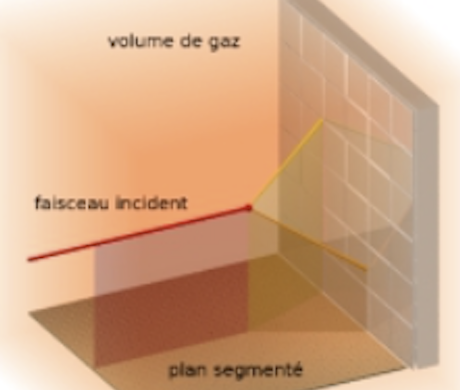 volume de gaz
faisceau incident
plan segmenté